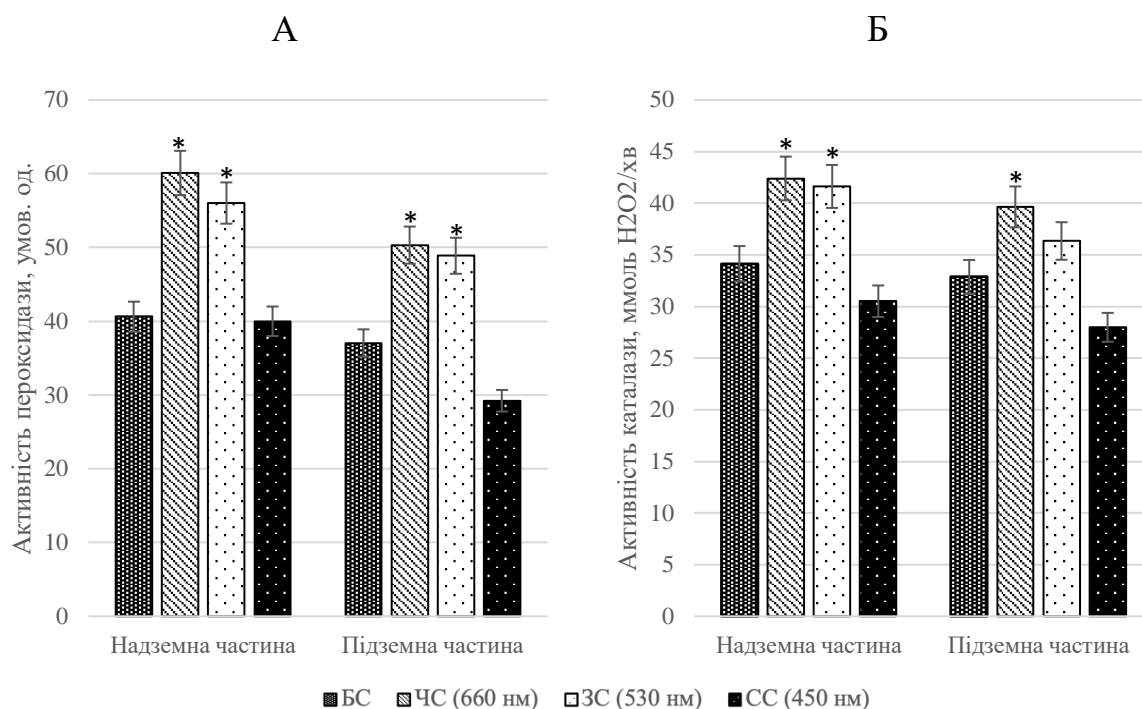 А
Активність пероксидази, умов. од.
70
60
50
40
30
20
10
0
* * * *
Надземна частина Підземна частина
Б
Активність каталази, ммоль H2O2/хв
50
45
40
35
30
25
20
15
10
5
0
* * *
Надземна частина Підземна частина
БС ЧС (660 нм) ЗС (530 нм) СС (450 нм)